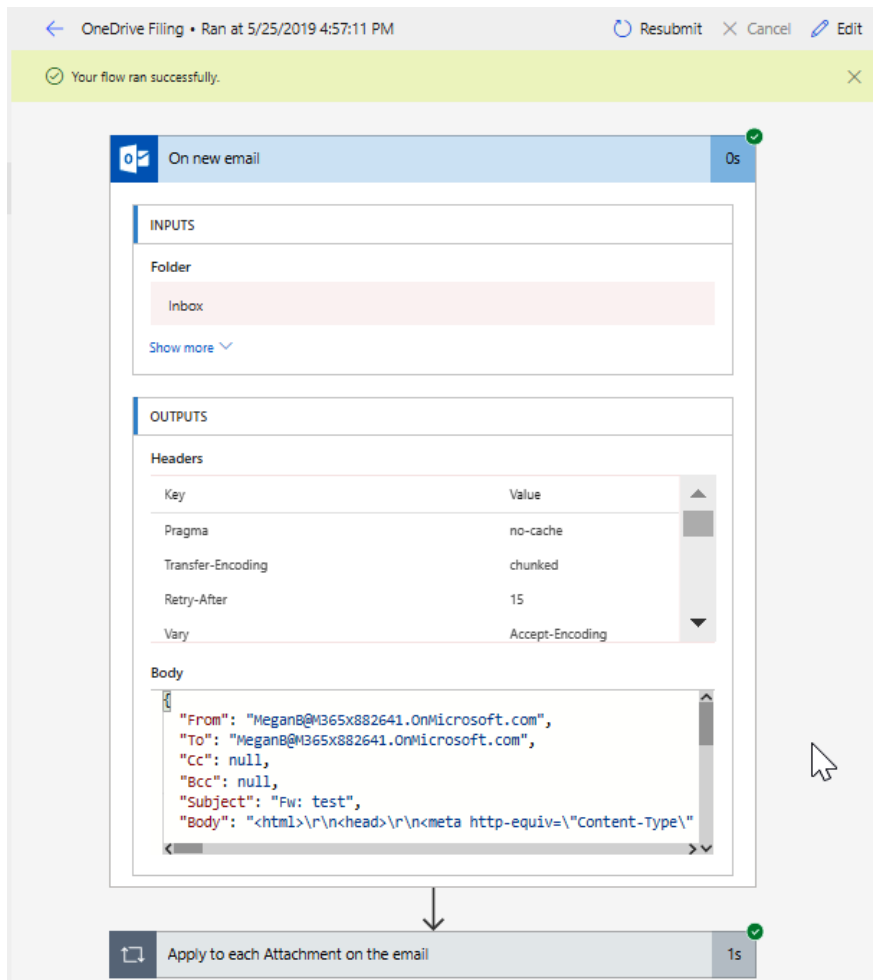 OneDrive Filing • Ran at 5/25/2019 4:57:11 PM Resubmit Cancel Edit
Your flow ran successfully.
On new email 0s
INPUTS
Folder
Inbox
Show more
OUTPUTS
Headers
Key Value
Pragma no-cache
Transfer-Encoding chunked
Retry-After 15
Vary Accept-Encoding
Body
{
"From": "MeganB@M365x882641.OnMicrosoft.com",
"To": "MeganB@M365x882641.OnMicrosoft.com",
"Cc": null,
"Bcc": null,
"Subject": "Fw: test",
"Body": "<html>\r\n<head>\r\n<meta http-equiv=\"Content-Type\"
Apply to each Attachment on the email 1s